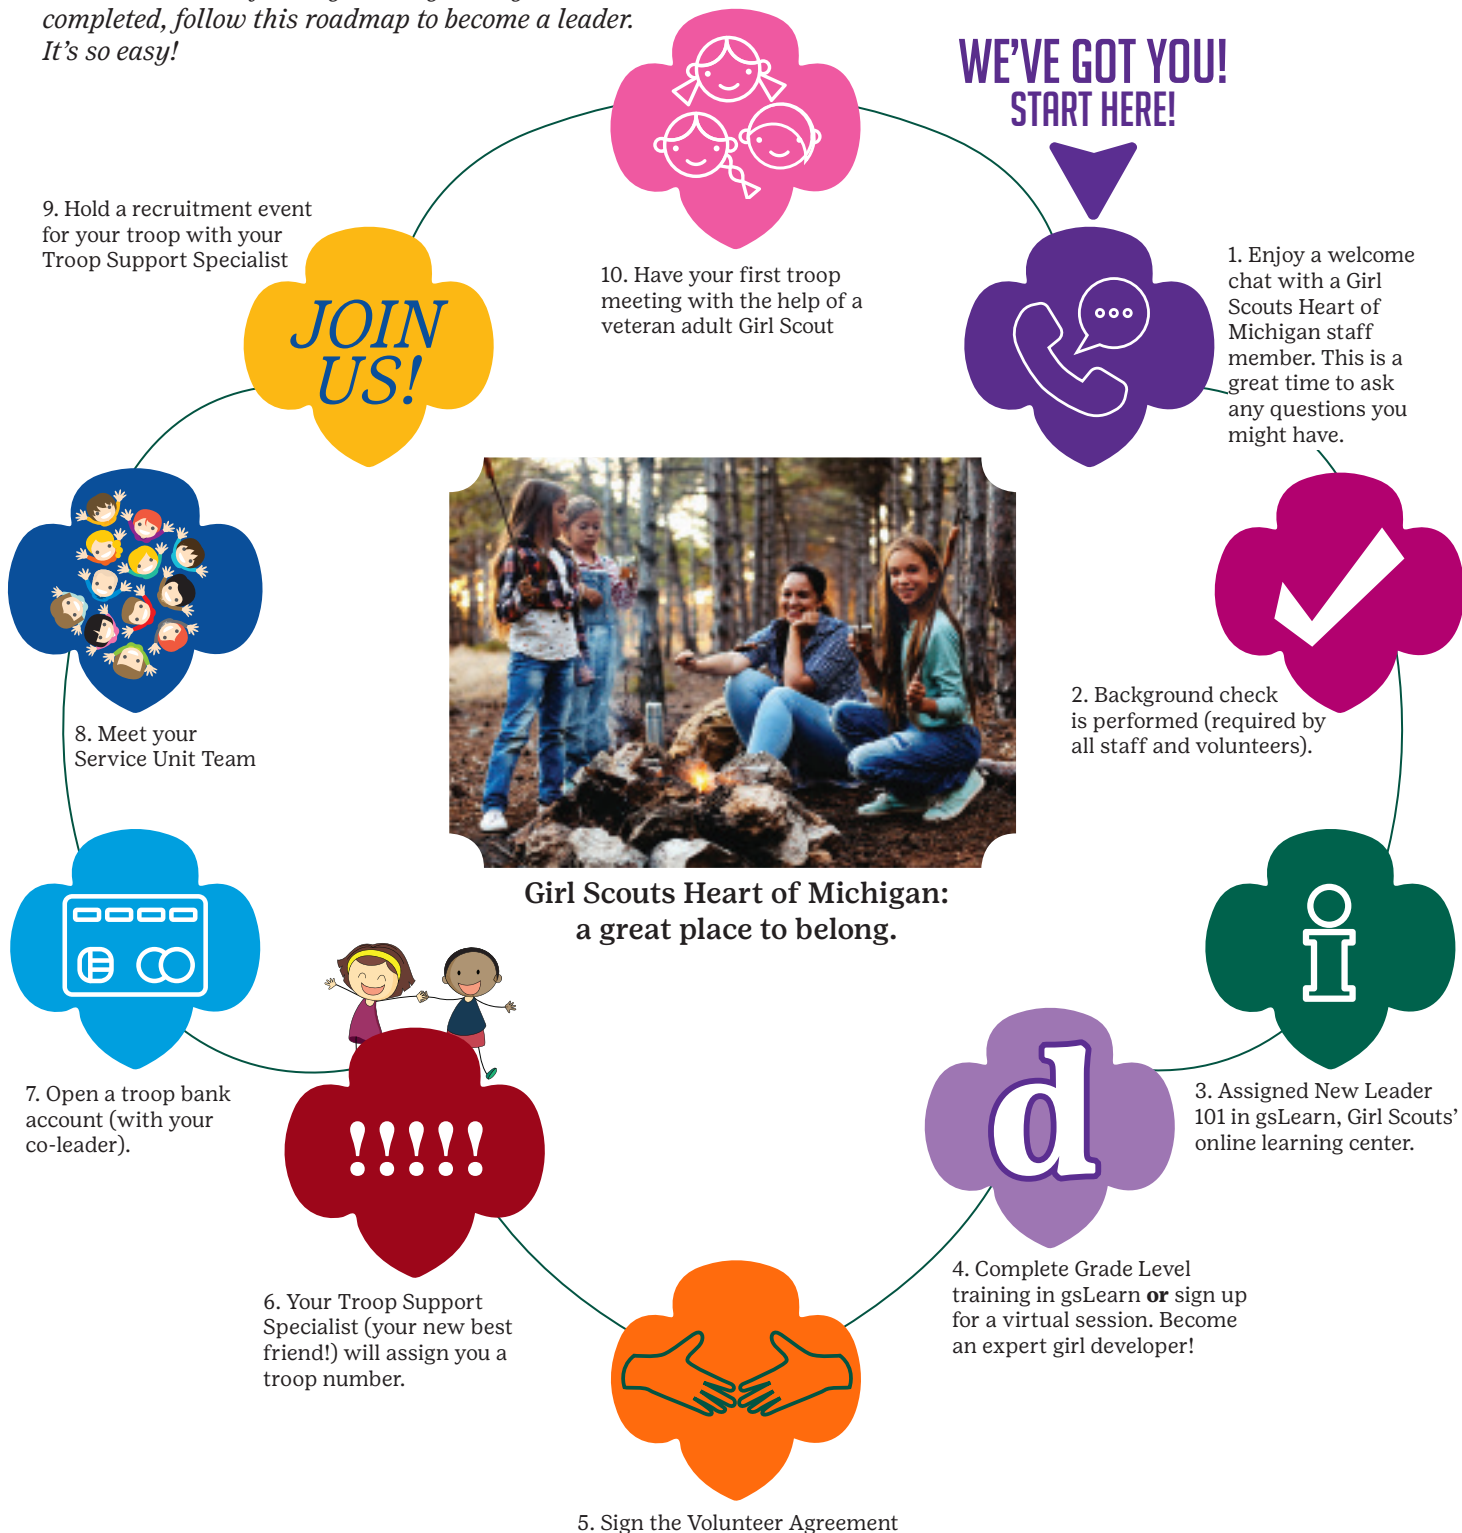 completed, follow this roadmap to become a leader.
It's so easy!
WE'VE GOT YOU!
START HERE!
1. Enjoy a welcome
chat with a Girl
Scouts Heart of
Michigan staff
member. This is a
great time to ask
any questions you
might have.
2. Background check
is performed (required by
all staff and volunteers).
3. Assigned New Leader
101 in gsLearn, Girl Scouts'
online learning center.
d
4. Complete Grade Level
training in gsLearn or sign up
for a virtual session. Become
an expert girl developer!
5. Sign the Volunteer Agreement
! ! ! ! !
6. Your Troop Support
Specialist (your new best
friend!) will assign you a
troop number.
7. Open a troop bank
account (with your
co-leader).
8. Meet your
Service Unit Team
9. Hold a recruitment event
for your troop with your
Troop Support Specialist
JOIN
US!
10. Have your first troop
meeting with the help of a
veteran adult Girl Scout
Girl Scouts Heart of Michigan:
a great place to belong.
i